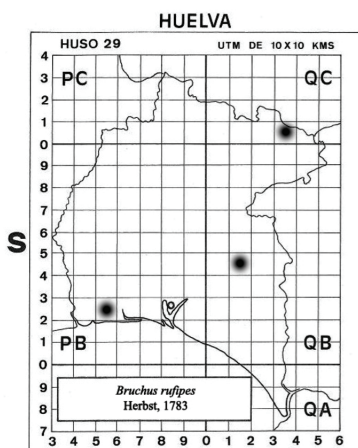 HUELVA
HUSO 29 UTM DE 10 X 10 KMS
4
3
2
1
0
9
8
7
6
5
4
3
2
1
0
9
8
7
PC QC
S
PB QB
QA
Bruchus rufipes
Herbst, 1783
3 4 5 6 7 8 9 0 1 2 3 4 5 6